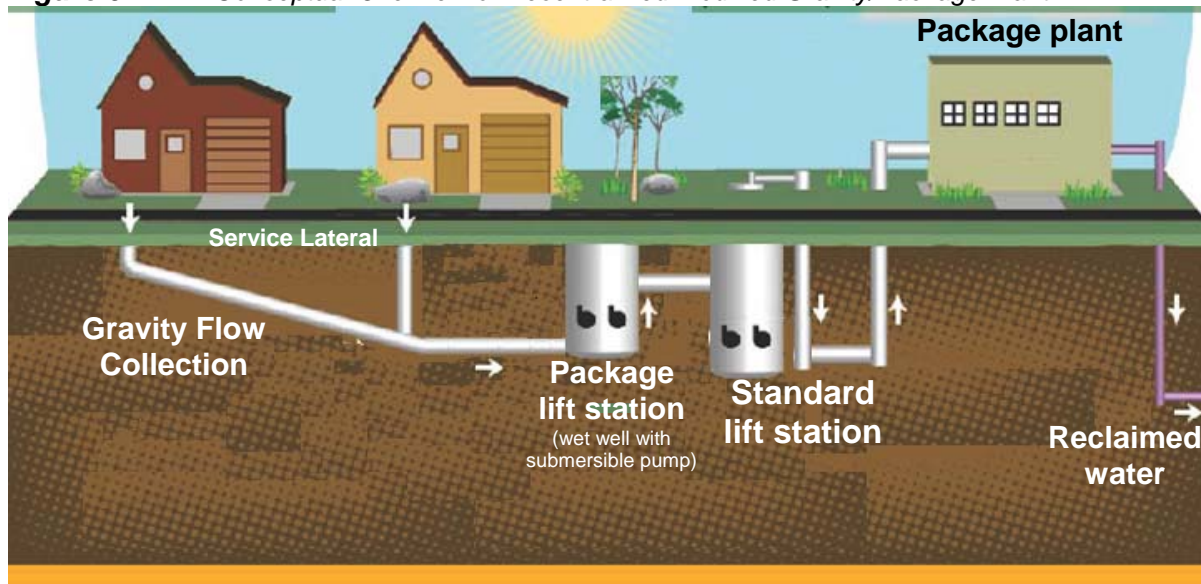 Package plant
Service Lateral
Gravity Flow
Collection
Package
lift station
(wet well with
submersible pump)
Standard
lift station
Reclaimed
water